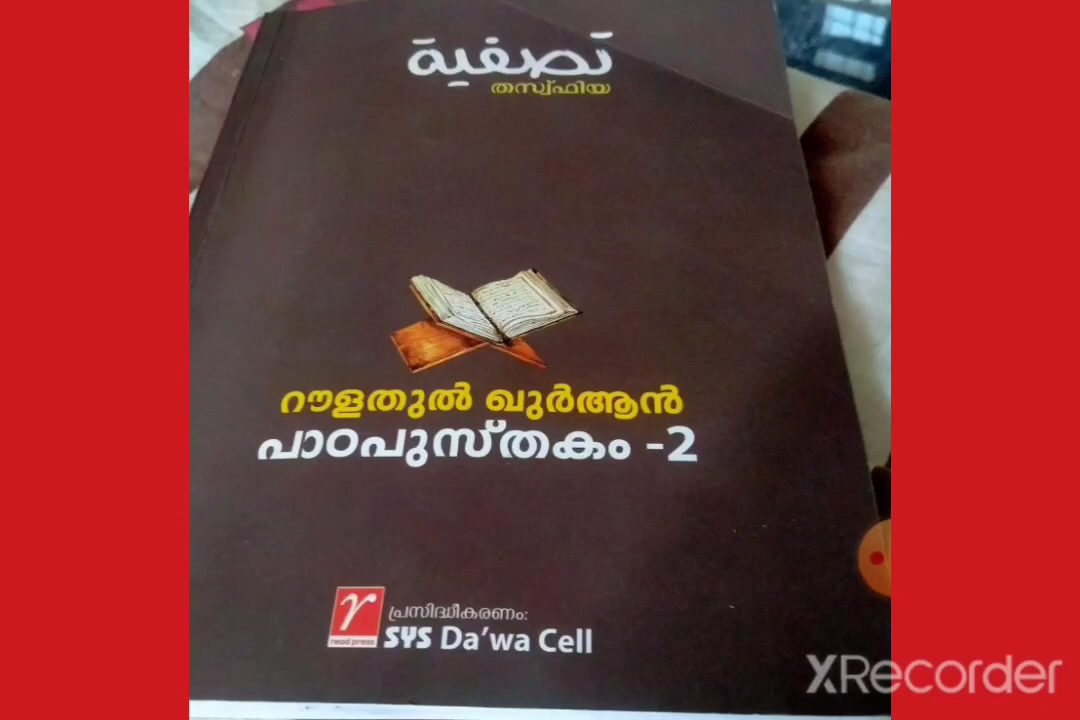 تصفية
തസ്വ്ഫിയ
റൗളതുൽ ഖുർആൻ
പാഠപുസ്തകം -2
r
read press
പ്രസിദ്ധീകരണം:
SYS Da'wa Cell
XRecorder